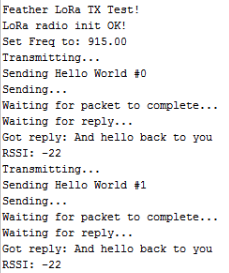 Feather LoRa TX Test!
LoRa radio init OK!
Set Freq to: 915.00
Transmitting...
Sending Hello World #0
Sending...
Waiting for packet to complete...
Waiting for reply...
Got reply: And hello back to you
RSSI: -22
Transmitting...
Sending Hello World #1
Sending...
Waiting for packet to complete...
Waiting for reply...
Got reply: And hello back to you
RSSI: -22